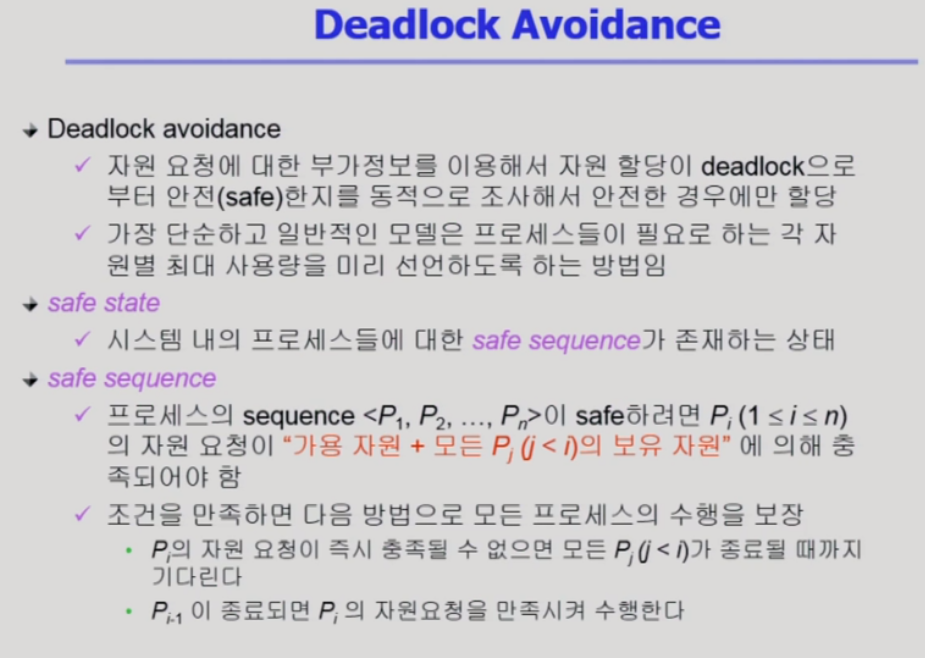 Deadlock Avoidance
Deadlock avoidance
자원 요청에 대한 부가정보를 이용해서 자원 할당이 deadlock으로
부터 안전(safe)한지를 동적으로 조사해서 안전한 경우에만 할당
가장 단순하고 일반적인 모델은 프로세스들이 필요로 하는 각 자
원별 최대 사용량을 미리 선언하도록 하는 방법임
safe state
시스템 내의 프로세스들에 대한 safe sequence가 존재하는 상태
safe sequence
프로세스의 sequence <P1, P2, …, Pn>이 safe하려면 Pi (1 ≤ i ≤ n)
의 자원 요청이 “가용 자원 + 모든 Pj (j < i)의 보유 자원” 에 의해 충
족되어야 함
조건을 만족하면 다음 방법으로 모든 프로세스의 수행을 보장
Pi의 자원 요청이 즉시 충족될 수 없으면 모든 Pj (j < i)가 종료될 때까지
기다린다
Pi-1 이 종료되면 Pi 의 자원요청을 만족시켜 수행한다